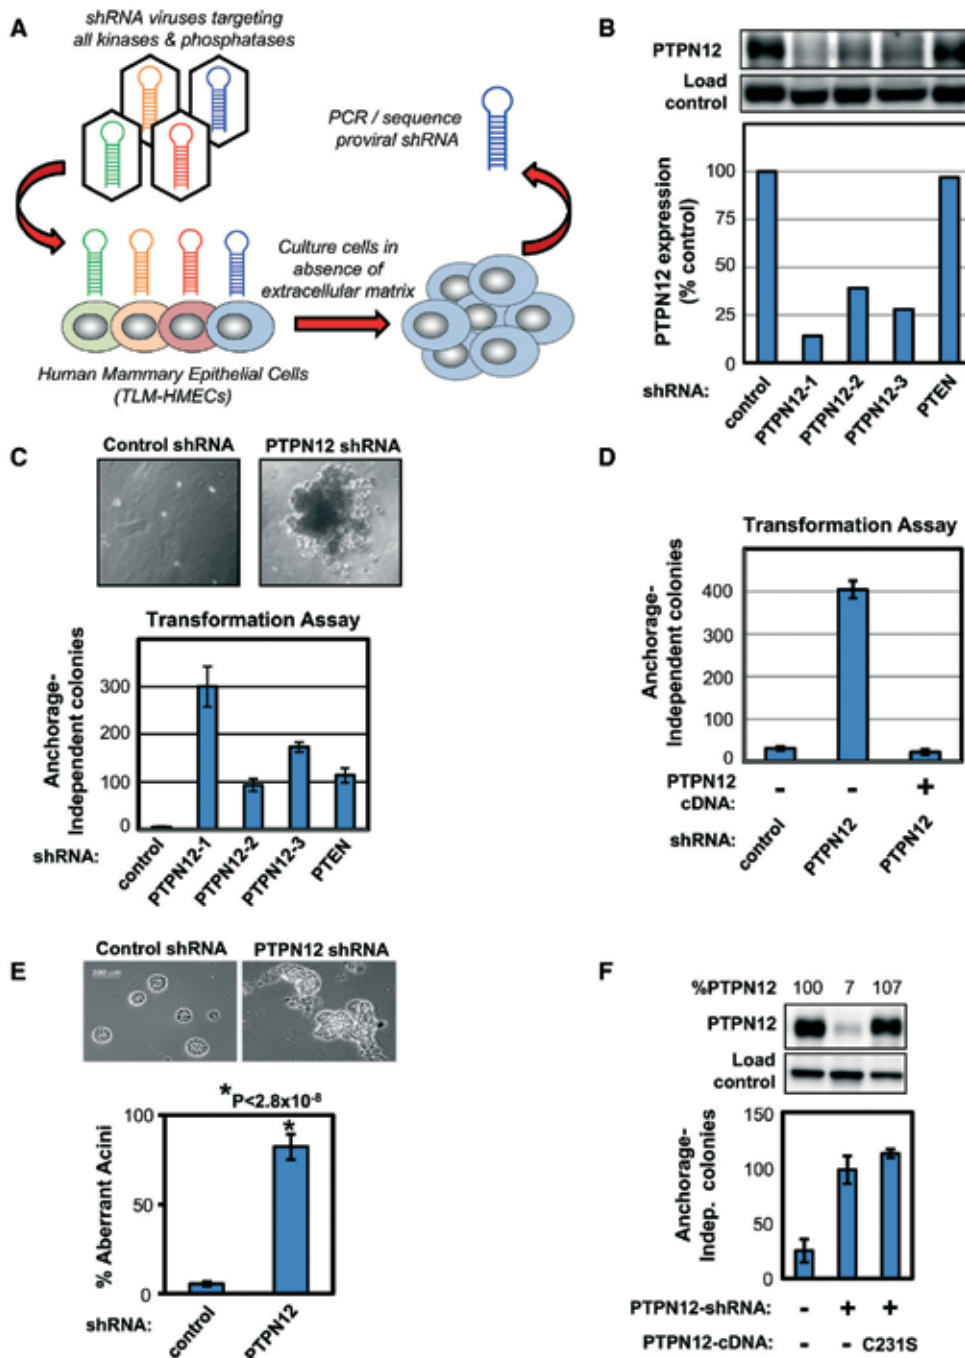 A
shRNA viruses targeting
all kinases & phosphatases
PCR / sequence
proviral shRNA
Culture cells in
absence of
extracellular matrix
Human Mammary Epithelial Cells
(TLM-HMECs)
B
PTPN12
Load
control
PTPN12 expression
(% control)
100
75
50
25
0
shRNA:
control
PTPN12-1
PTPN12-2
PTPN12-3
PTEN
C
Control shRNA
PTPN12 shRNA
Transformation Assay
Anchorage-
Independent colonies
300
200
100
0
shRNA:
control
PTPN12-1
PTPN12-2
PTPN12-3
PTEN
D
Transformation Assay
Anchorage-
Independent colonies
400
300
400
100
0
PTPN12
cDNA:
- - +
shRNA:
control
PTPN12
PTPN12
E
Control shRNA
PTPN12 shRNA
200 µm
*P<2.8x10-8
*
% Aberrant Acini
100
50
0
shRNA:
control
PTPN12
F
%PTPN12 100 7 107
PTPN12
Load
control
Anchorage-
Indep. colonies
150
100
50
0
PTPN12-shRNA: - + +
PTPN12-cDNA: - - C231S